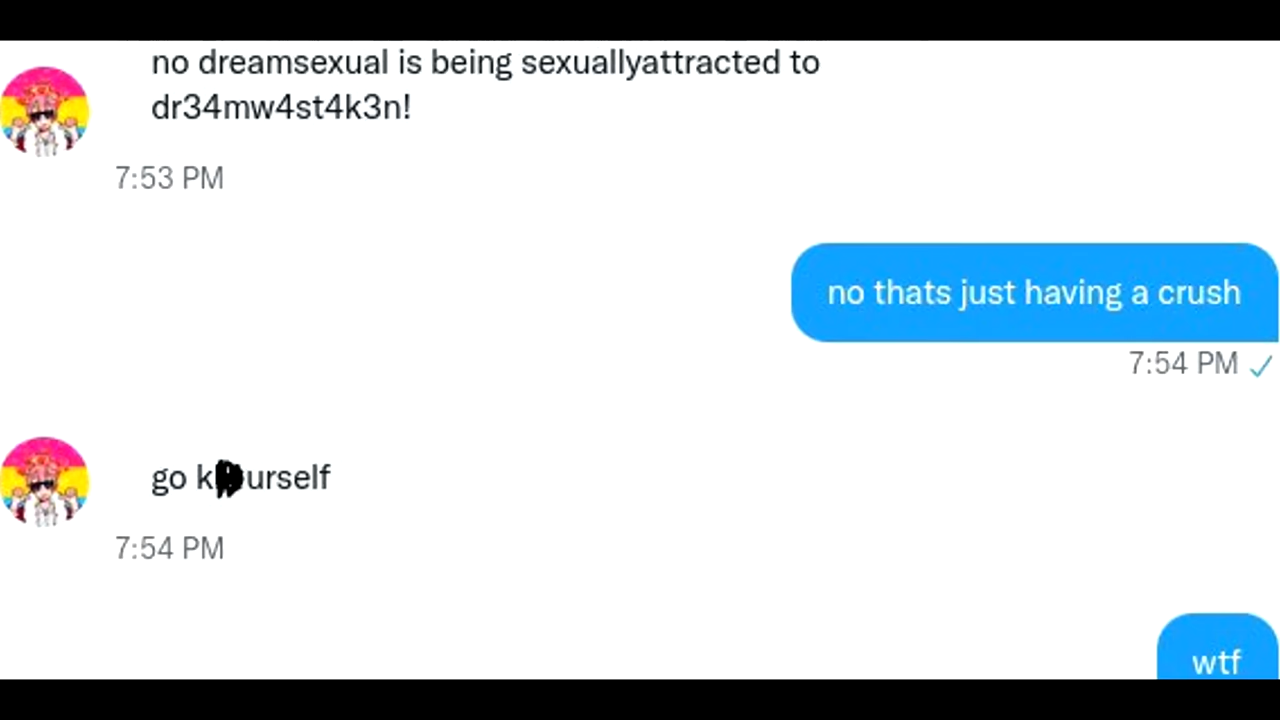 no dreamsexual is being sexuallyattracted to
dr34mw4st4k3n!
7:53 PM
no thats just having a crush
7:54 PM
go k urself
7:54 PM
wtf